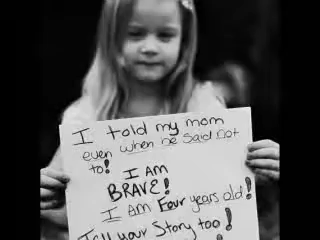 I told my mom
even when he said not
to!
I AM
BRAVE!
I am Four years old!
Tell your Story too!